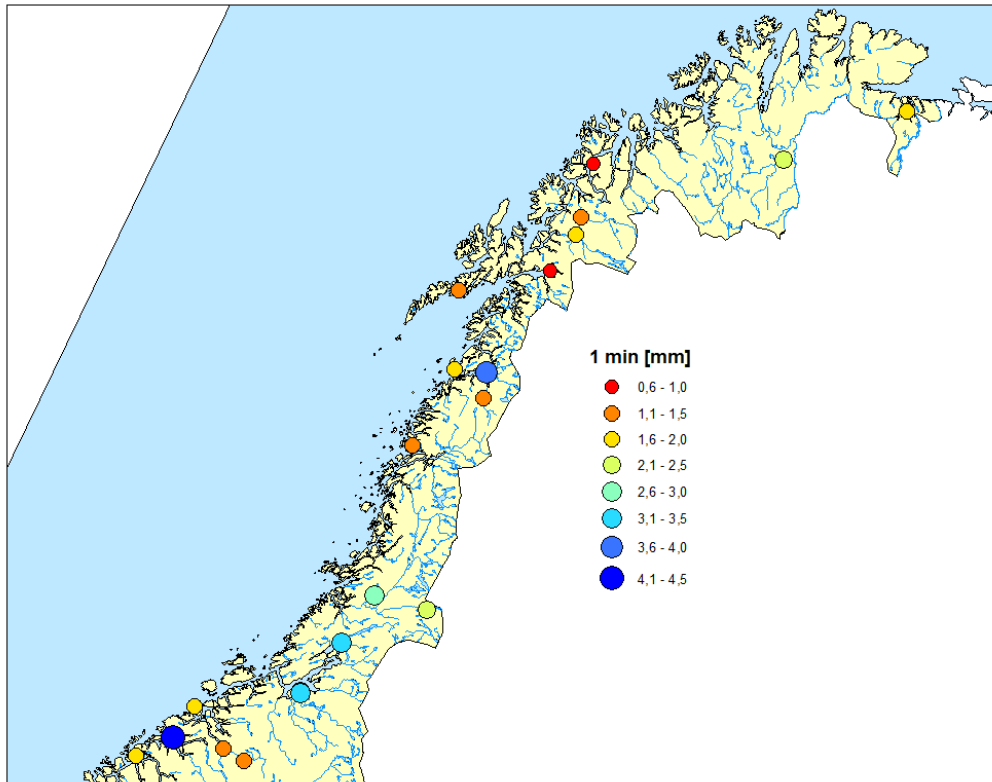 1 min [mm]
0,6 - 1,0
1,1 - 1,5
1,6 - 2,0
2,1 - 2,5
2,6 - 3,0
3,1 - 3,5
3,6 - 4,0
4,1 - 4,5